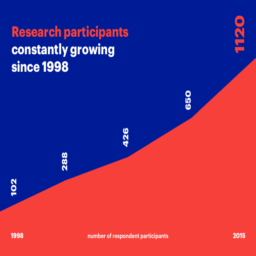 Research participants
constantly growing
since 1998
1120
650
426
288
102
1998
number of respondent participants
2015